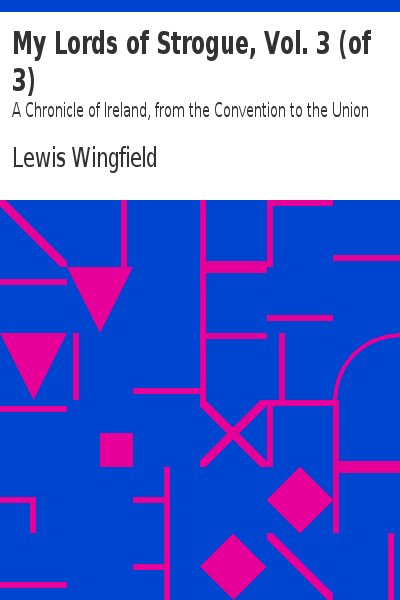 My Lords of Strogue, Vol. 3 (of
3)
A Chronicle of Ireland, from the Convention to the Union
Lewis Wingfield